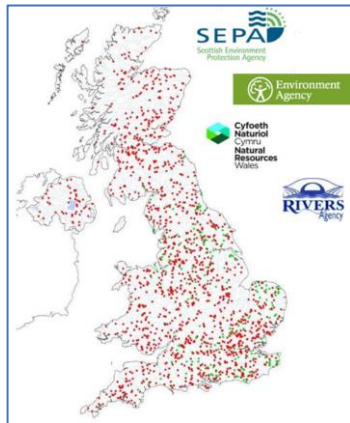 SEPA
Scottish Environment
Protection Agency
Environment
Agency
Cyfoeth
Naturiol
Cymru
Natural
Resources
Wales
RIVERS
Agency